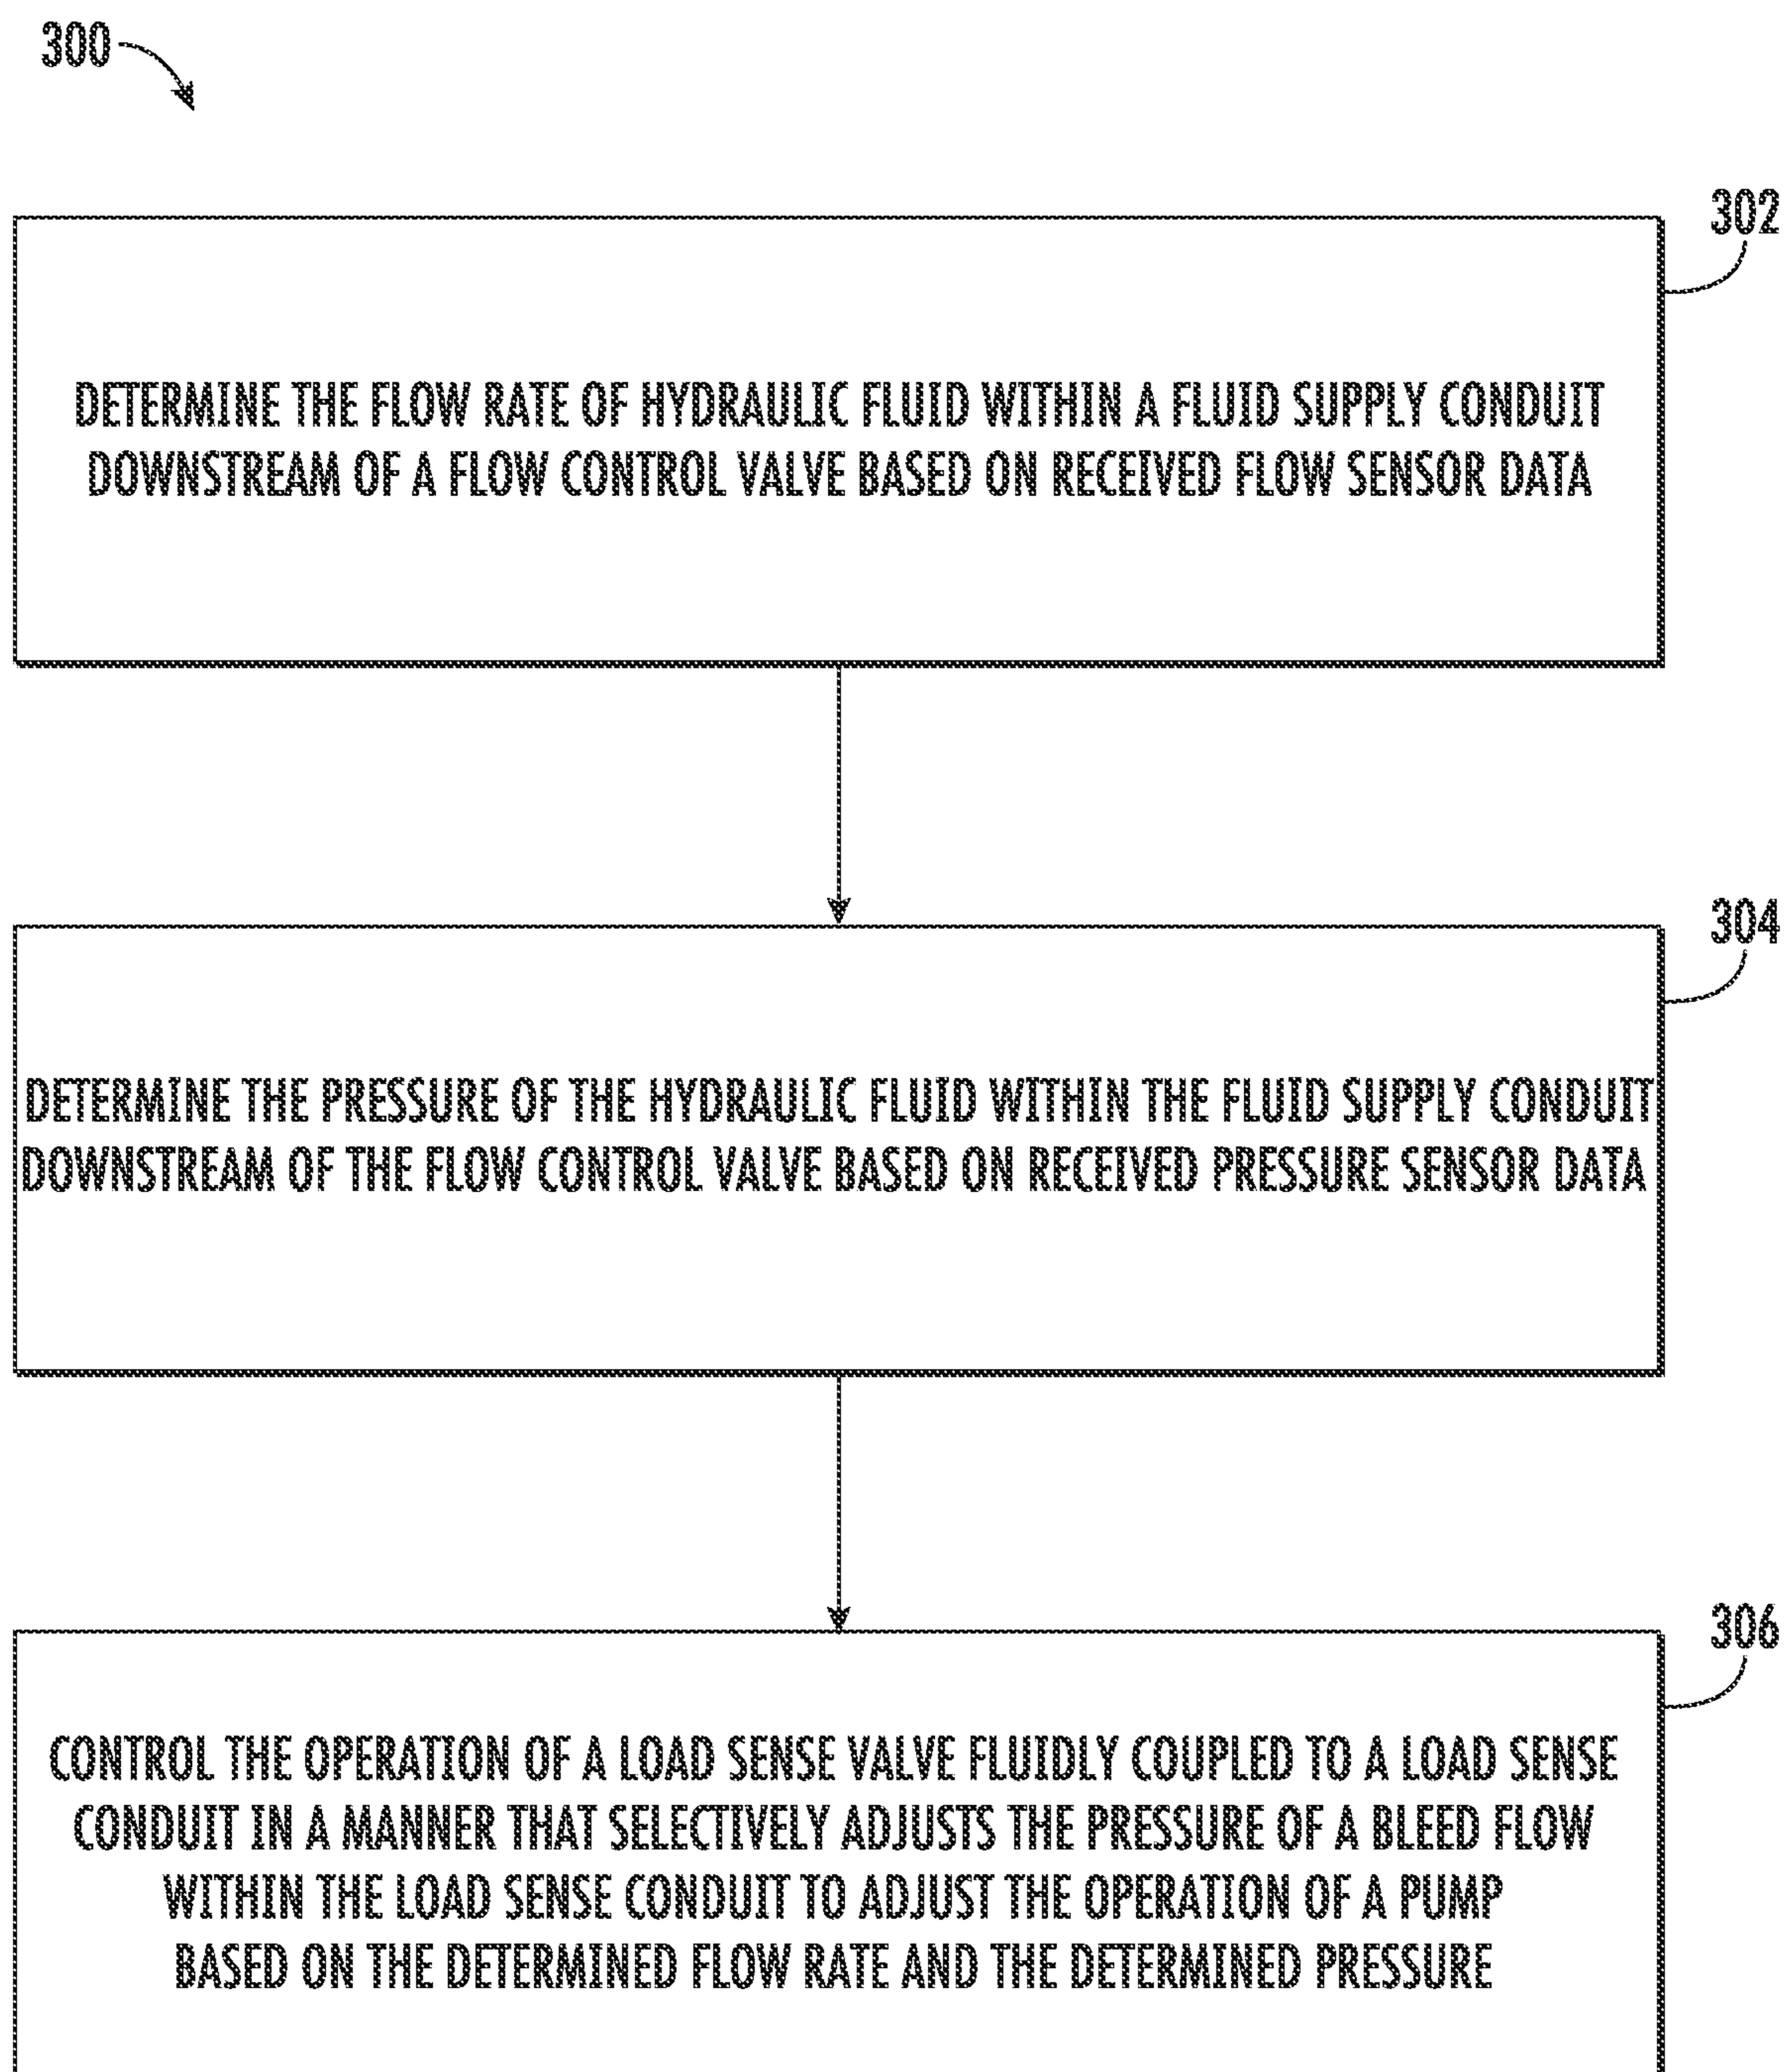 300
302
DETERMINE THE FLOW RATE OF HYDRAULIC FLUID WITHIN A FLUID SUPPLY CONDUIT
DOWNSTREAM OF A FLOW CONTROL VALVE BASED ON RECEIVED FLOW SENSOR DATA
304
DETERMINE THE PRESSURE OF THE HYDRAULIC FLUID WITHIN THE FLUID SUPPLY CONDUIT
DOWNSTREAM OF THE FLOW CONTROL VALVE BASED ON RECEIVED PRESSURE SENSOR DATA
306
CONTROL THE OPERATION OF A LOAD SENSE VALVE FLUIDLY COUPLED TO A LOAD SENSE
CONDUIT IN A MANNER THAT SELECTIVELY ADJUSTS THE PRESSURE OF A BLEED FLOW
WITHIN THE LOAD SENSE CONDUIT TO ADJUST THE OPERATION OF A PUMP
BASED ON THE DETERMINED FLOW RATE AND THE DETERMINED PRESSURE